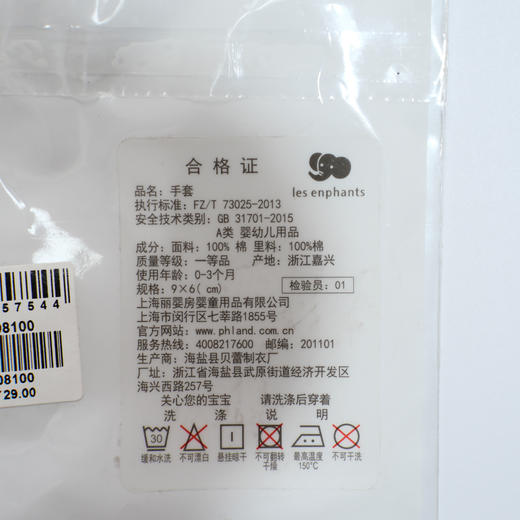 合格证
les enphants
品名：手套
执行标准：FZ/T 73025-2013
安全技术类别：GB 31701-2015
A类 婴幼儿用品
成分：面料：100% 棉 里料：100%棉
质量等级：一等品 产地：浙江嘉兴
使用年龄：0-3个月
规格：9×6(cm)
检验员：01
上海丽婴房婴童用品有限公司
上海市闵行区七莘路1855号
官方网站：www.phland.com.cn
服务热线：4008217600 邮编：201101
生产商：海盐县贝蕾制衣厂
厂址：浙江省海盐县武原街道经济开发区
海兴西路257号
关心您的宝宝 请洗涤后穿着
洗涤说明
30
缓和水洗 不可漂白 悬挂晾干 不可翻转干燥 最高温度150℃ 不可干洗
57544
08100
08100
29.00